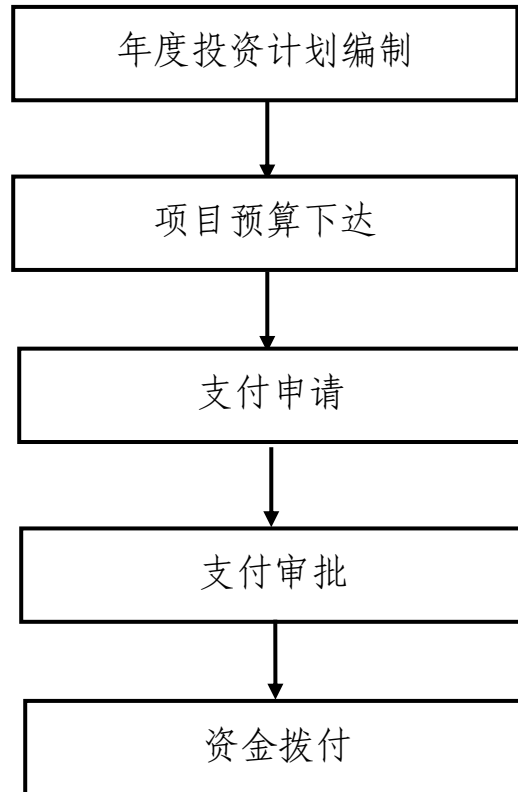 年度投资计划编制
项目预算下达
支付申请
支付审批
资金拨付